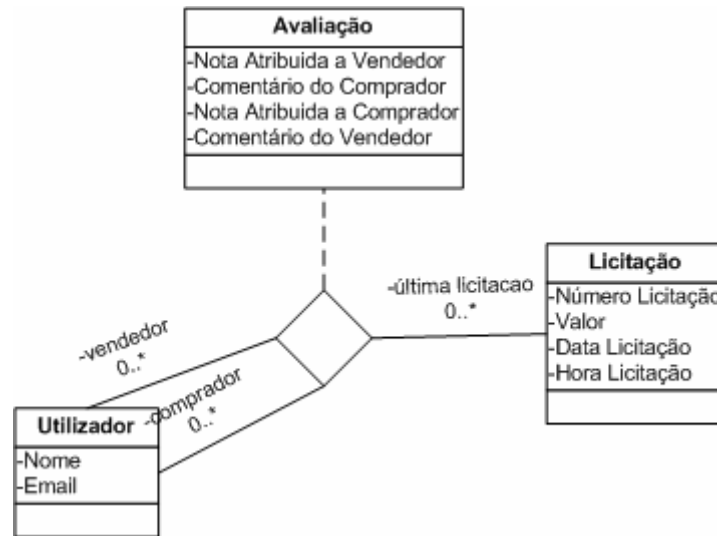 Avaliação
-Nota Atribuida a Vendedor
-Comentário do Comprador
-Nota Atribuida a Comprador
-Comentário do Vendedor
-última licitacao
0..*
Licitação
-Número Licitação
-Valor
-Data Licitação
-Hora Licitação
-vendedor
0..*
-comprador
0..*
Utilizador
-Nome
-Email